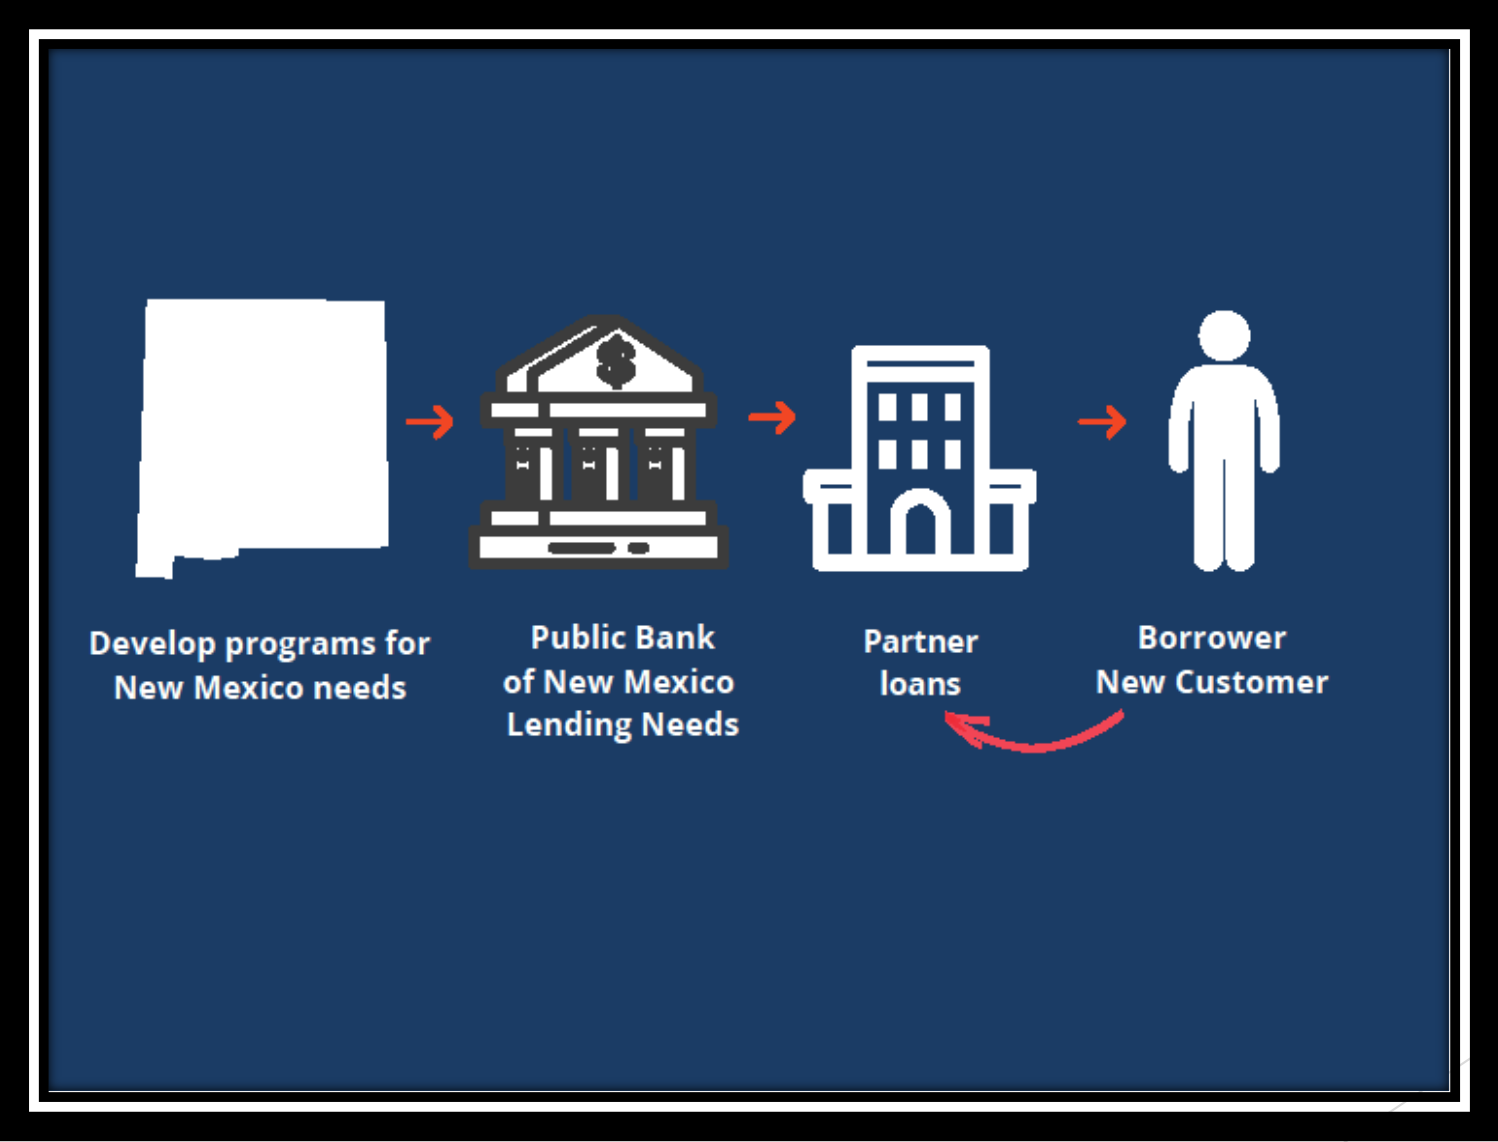 Develop programs for
New Mexico needs
Public Bank
of New Mexico
Lending Needs
Partner
loans
Borrower
New Customer